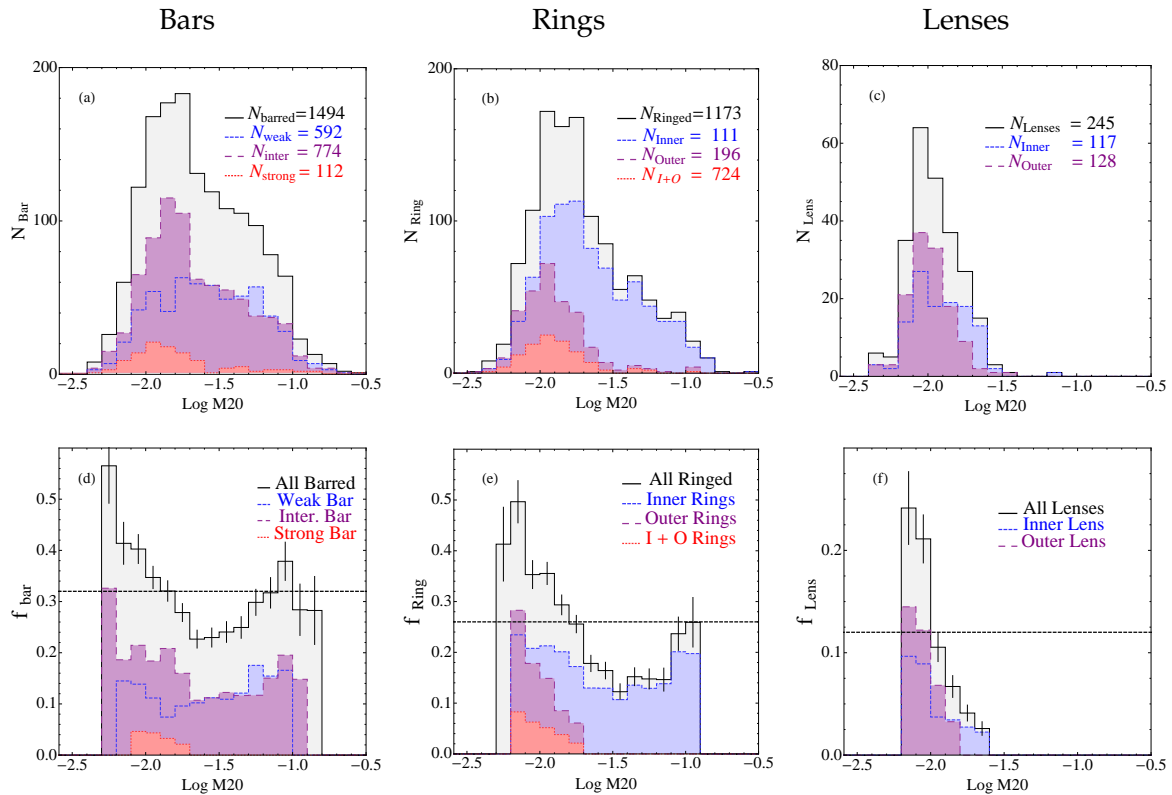 Bars Rings Lenses
(a)
N_barred=1494
N_weak = 592
N_inter = 774
N_strong = 112
200
100
0
N_Bar
−2.5 −2.0 −1.5 −1.0 −0.5
Log M20
(b)
N_Ringed=1173
N_Inner = 111
N_Outer = 196
N_I+O = 724
200
100
0
N_Ring
−2.5 −2.0 −1.5 −1.0 −0.5
Log M20
(c)
N_Lenses = 245
N_Inner = 117
N_Outer = 128
80
60
40
20
0
N_Lens
−2.5 −2.0 −1.5 −1.0 −0.5
Log M20
(d)
All Barred
Weak Bar
Inter. Bar
Strong Bar
0.5
0.4
0.3
0.2
0.1
0.0
f_bar
−2.5 −2.0 −1.5 −1.0 −0.5
Log M20
(e)
All Ringed
Inner Rings
Outer Rings
I + O Rings
0.5
0.4
0.3
0.2
0.1
0.0
f_Ring
−2.5 −2.0 −1.5 −1.0 −0.5
Log M20
(f)
All Lenses
Inner Lens
Outer Lens
0.2
0.1
0.0
f_Lens
−2.5 −2.0 −1.5 −1.0 −0.5
Log M20